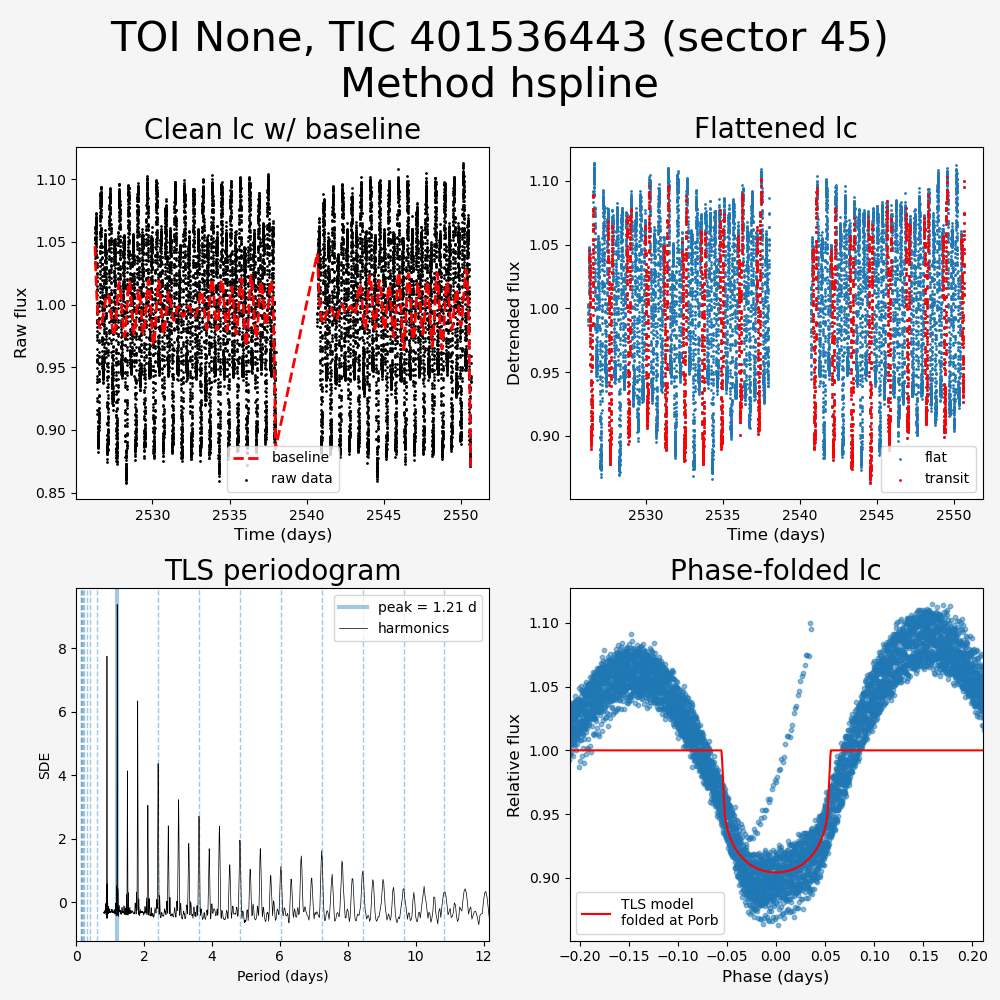 TOI None, TIC 401536443 (sector 45)
Method hspline
Clean lc w/ baseline
Raw flux
1.10
1.05
1.00
0.95
0.90
0.85
baseline
raw data
2530
2535
2540
2545
2550
Time (days)
Flattened lc
Detrended flux
1.10
1.05
1.00
0.95
0.90
flat
transit
2530
2535
2540
2545
2550
Time (days)
TLS periodogram
SDE
8
6
4
2
0
peak = 1.21 d
harmonics
0
2
4
6
8
10
12
Period (days)
Phase-folded lc
Relative flux
1.10
1.05
1.00
0.95
0.90
TLS model
folded at Porb
−0.20
−0.15
−0.10
−0.05
0.00
0.05
0.10
0.15
0.20
Phase (days)